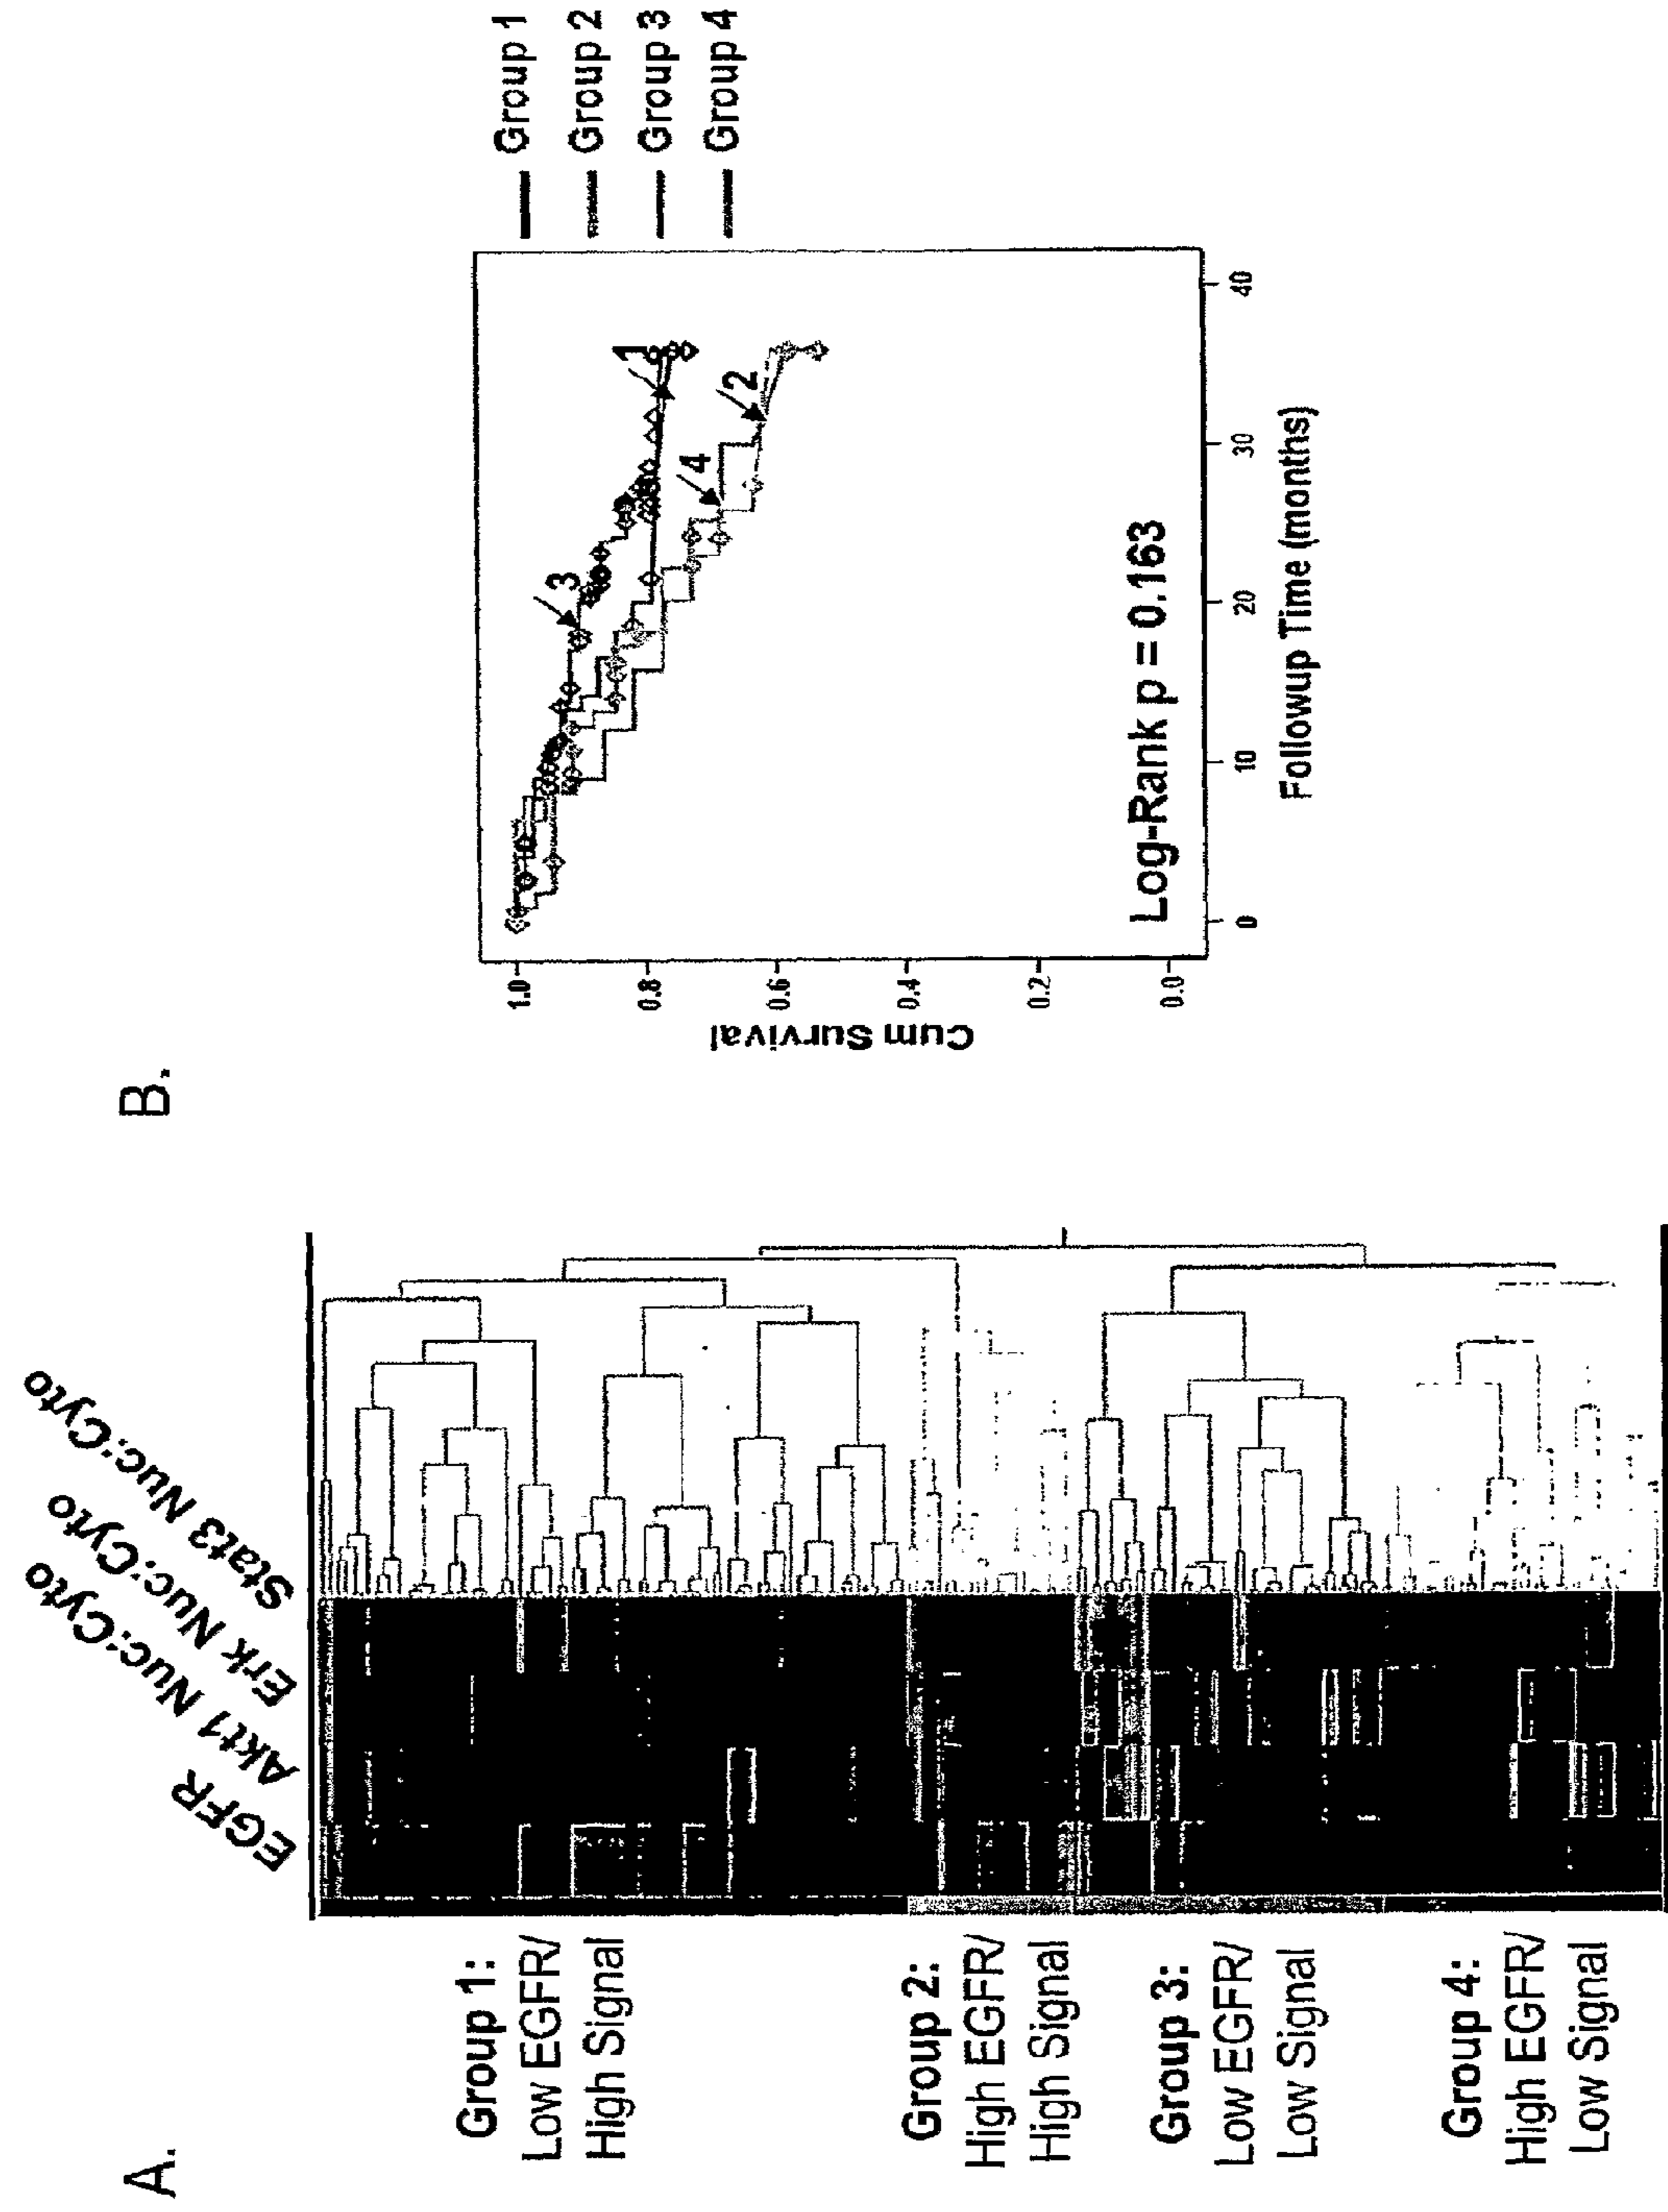 A.
EGFR
Akt1 Nuc:Cyto
Erk Nuc:Cyto
Stat3 Nuc:Cyto
Group 1:
Low EGFR/
High Signal
Group 2:
High EGFR/
High Signal
Group 3:
Low EGFR/
Low Signal
Group 4:
High EGFR/
Low Signal
B.
Cum Survival
1.0
0.8
0.6
0.4
0.2
0.0
3
1
4
2
Log-Rank p = 0.163
0
10
20
30
40
Followup Time (months)
Group 1
Group 2
Group 3
Group 4